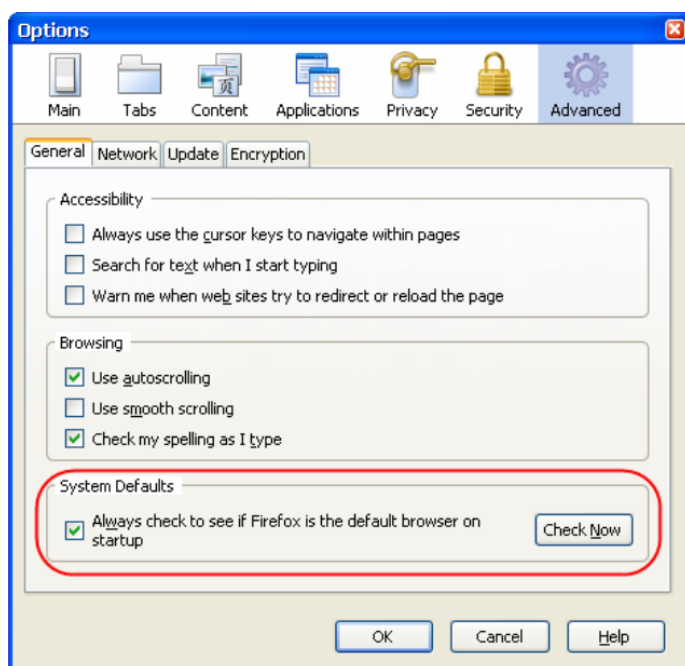 Options
Main Tabs Content Applications Privacy Security Advanced
General Network Update Encryption
Accessibility
Always use the cursor keys to navigate within pages
Search for text when I start typing
Warn me when web sites try to redirect or reload the page
Browsing
Use autoscrolling
Use smooth scrolling
Check my spelling as I type
System Defaults
Always check to see if Firefox is the default browser on
startup
Check Now
OK Cancel Help